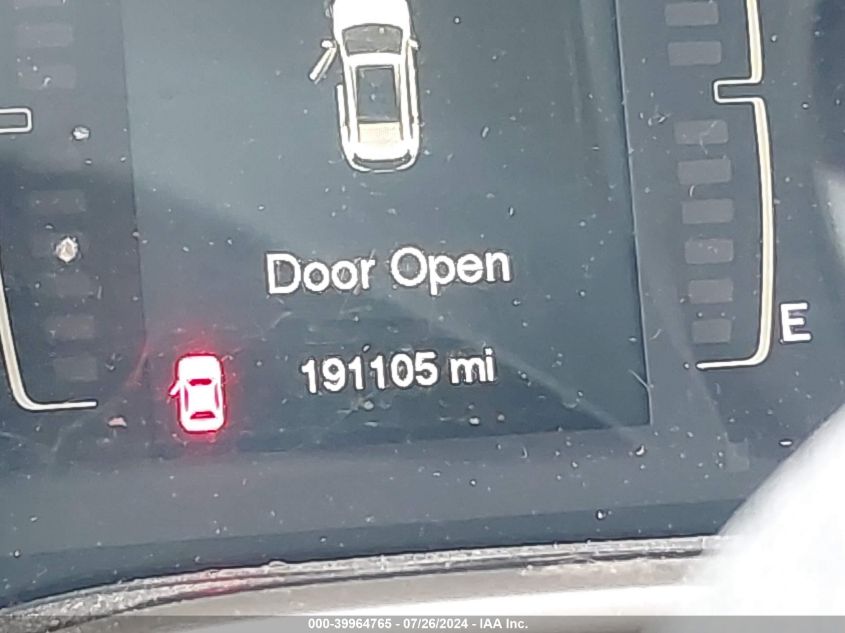 Door Open
E
191105 mi
000-39964765 - 07/26/2024 - IAA Inc.